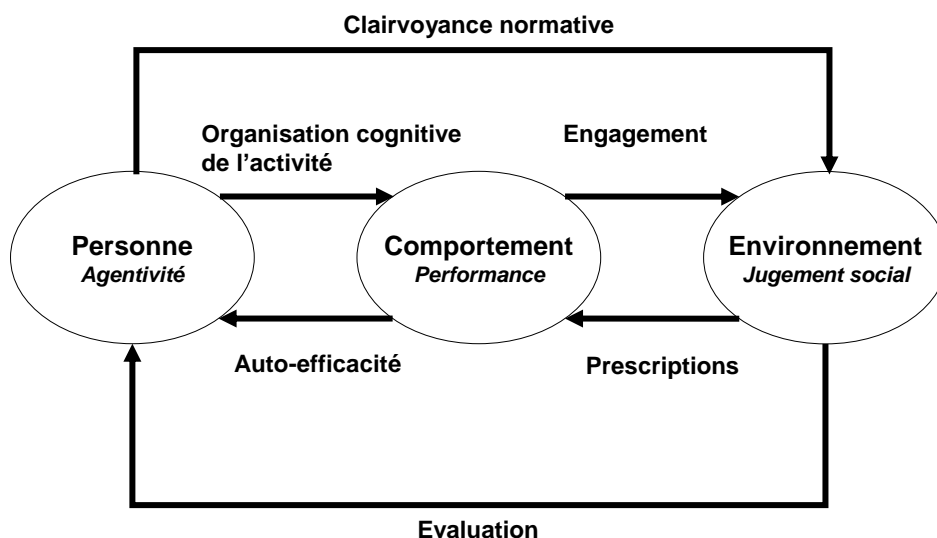 Clairvoyance normative
Organisation cognitive
de l'activité
Engagement
Personne
Agentivité
Comportement
Performance
Environnement
Jugement social
Auto-efficacité
Prescriptions
Evaluation